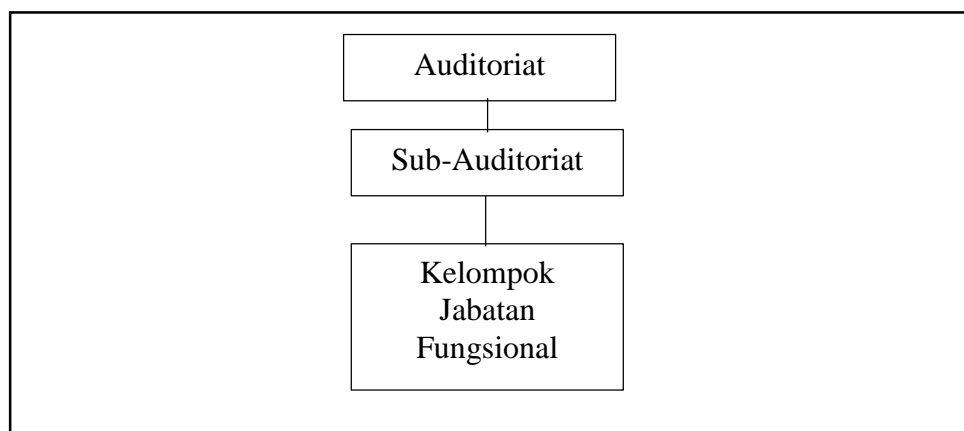 Auditoriat
Sub-Auditoriat
Kelompok
Jabatan
Fungsional